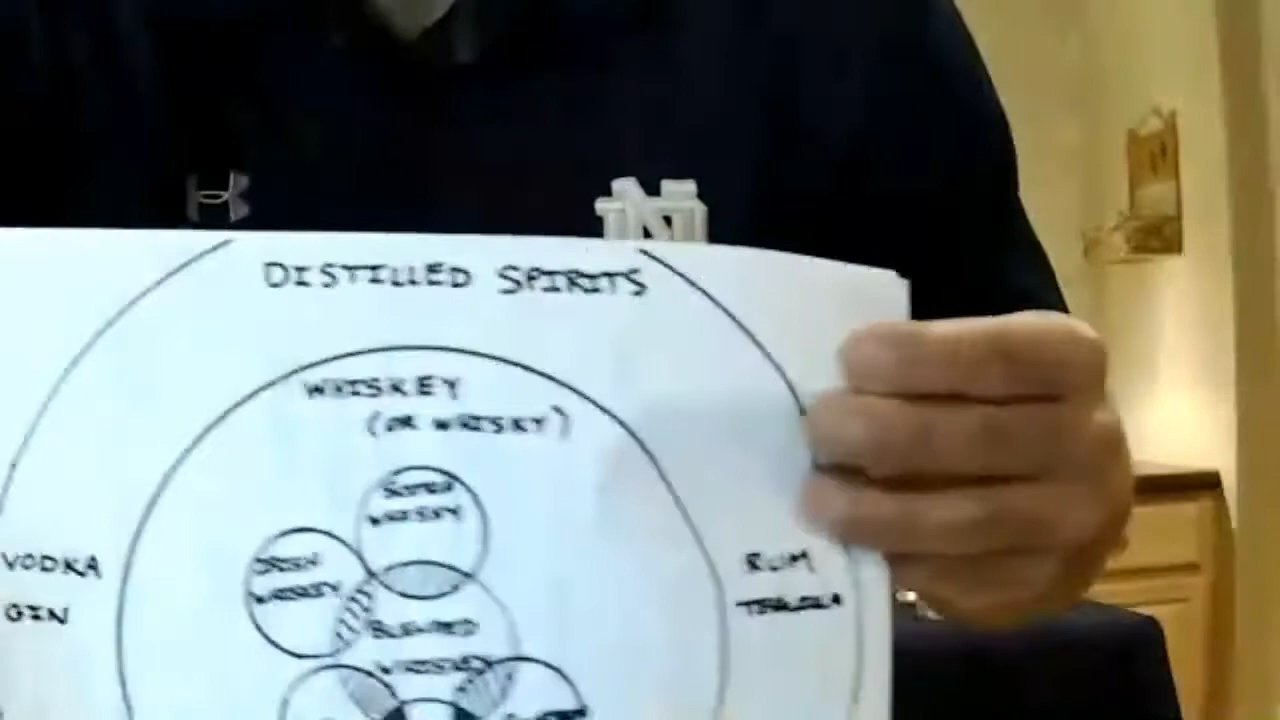 DISTILLED SPIRITS
WHISKEY
(OR WHISKY)
SCOTCH
WHISKY
IRISH
WHISKEY
VODKA
GIN
RUM
TEQUILA
BLENDED
WHISKEY